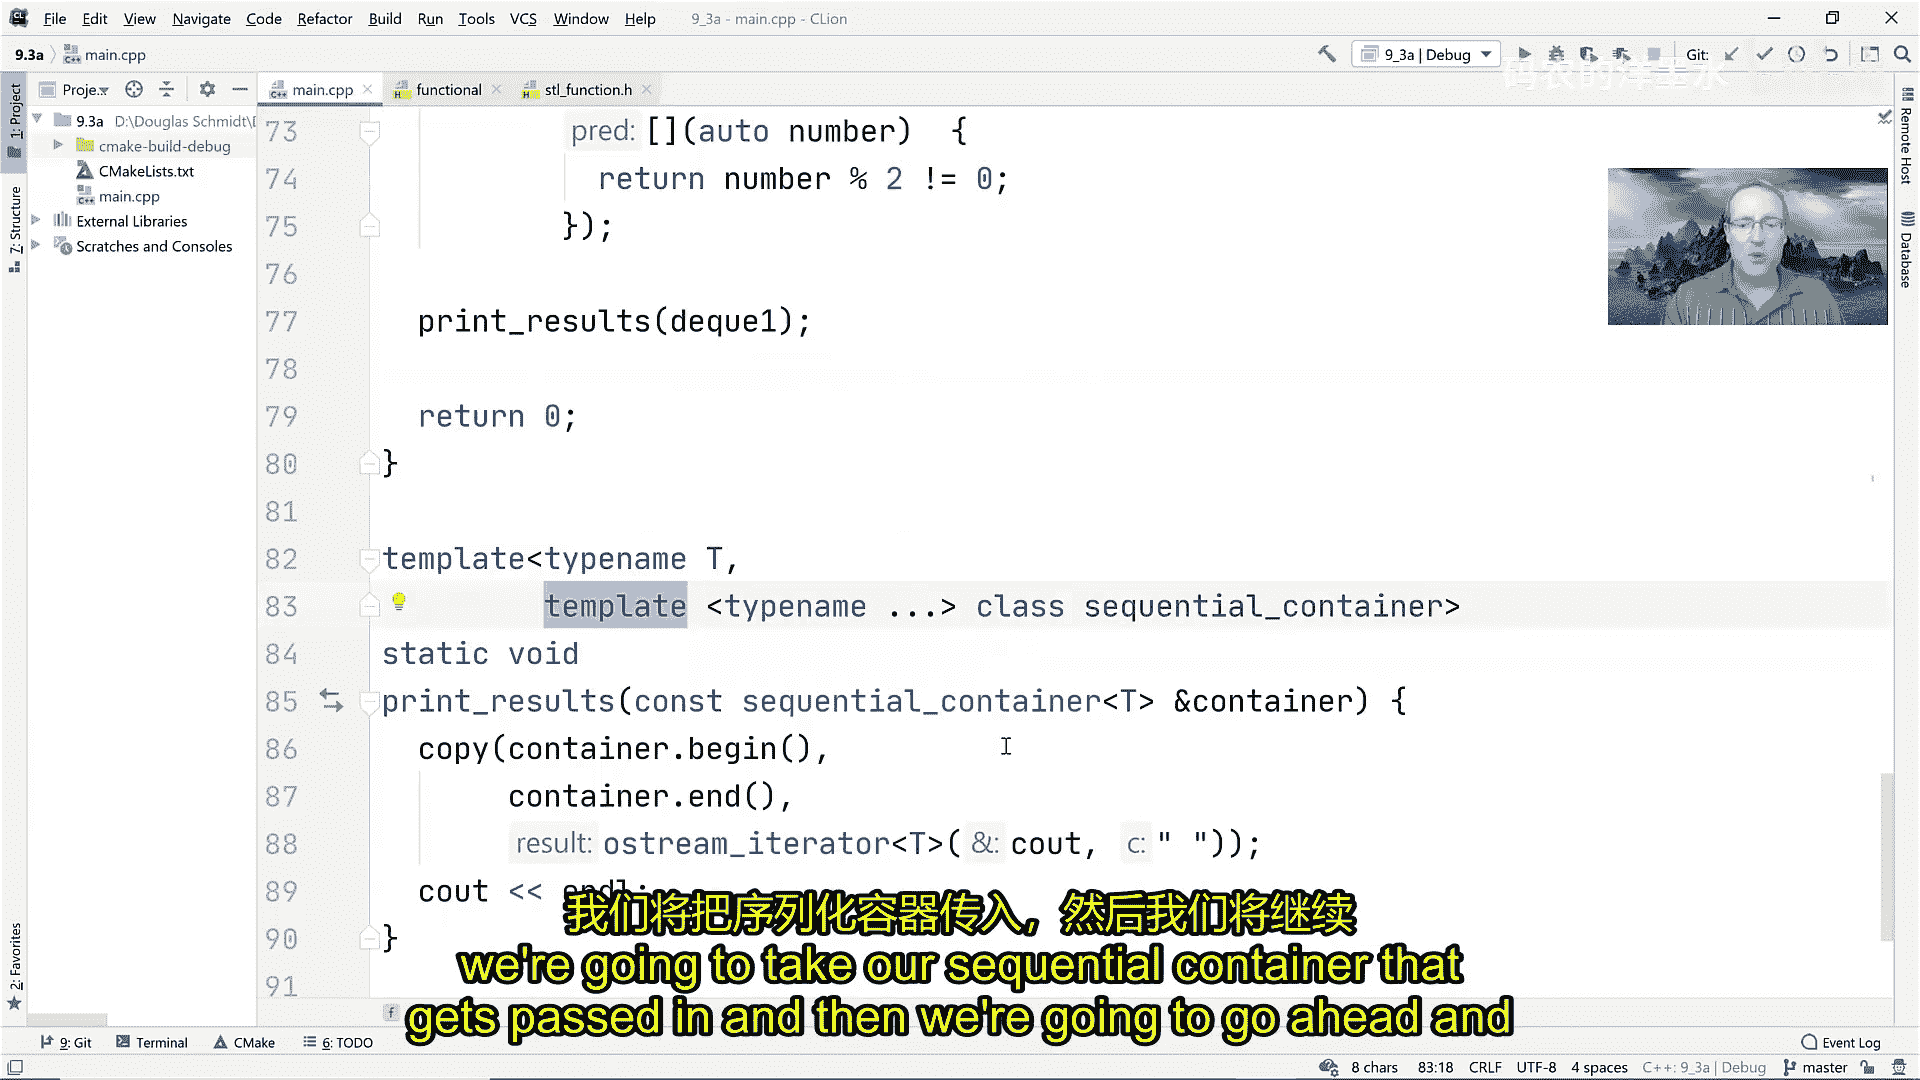 File Edit View Navigate Code Refactor Build Run Tools VCS Window Help 9_3a - main.cpp - CLion
9.3a main.cpp 9_3a | Debug Git:
码农的洋墨水
1: Project
Proje... main.cpp functional stl_function.h
9.3a D:\Douglas Schmidt\
cmake-build-debug
CMakeLists.txt
main.cpp
External Libraries
Scratches and Consoles
7: Structure
2: Favorites
Remote Host
Database
73 pred: [](auto number) {
74 return number % 2 != 0;
75 });
76
77 print_results(deque1);
78
79 return 0;
80 }
81
82 template<typename T,
83 template <typename ...> class sequential_container>
84 static void
85 print_results(const sequential_container<T> &container) {
86 copy(container.begin(),
87 container.end(),
88 result: ostream_iterator<T>( &: cout, c: " "));
89 cout << endl;
90 }
91
我们将把序列化容器传入，然后我们将继续
we're going to take our sequential container that
gets passed in and then we're going to go ahead and
9: Git Terminal CMake 6: TODO Event Log
8 chars 83:18 CRLF UTF-8 4 spaces C++: 9_3a | Debug master